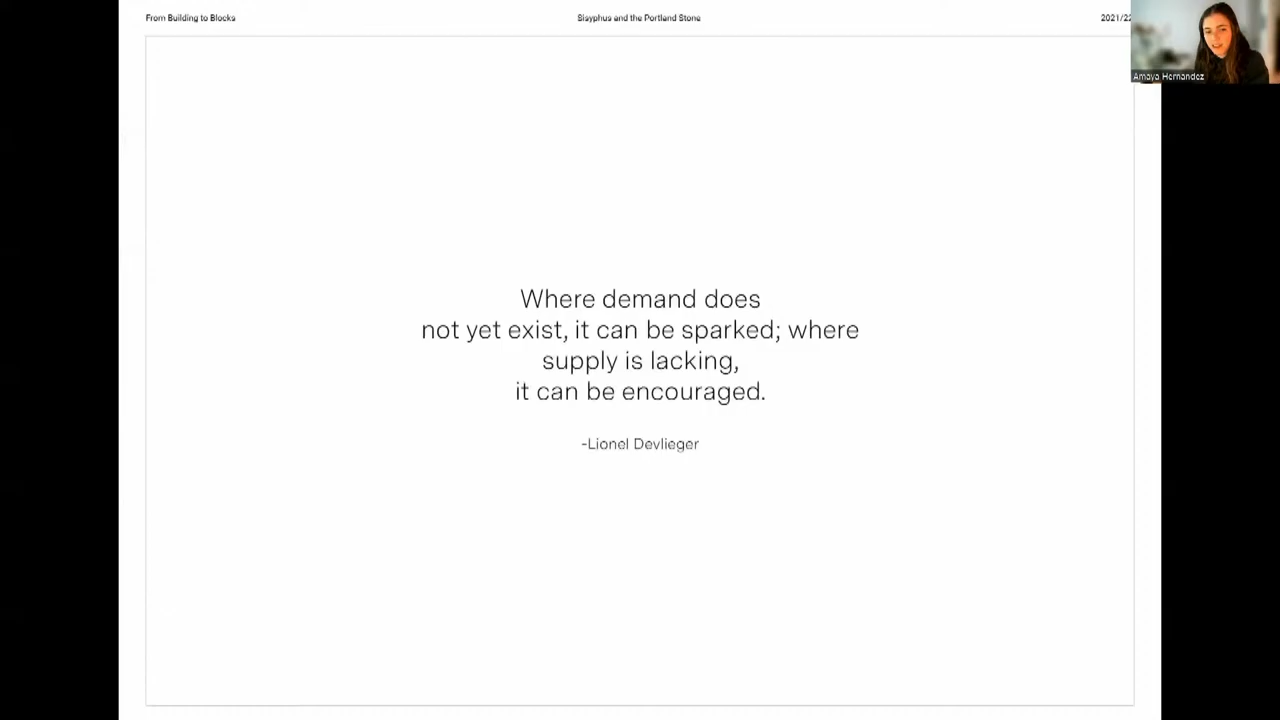 From Building to Blocks
Sisyphus and the Portland Stone
2021/22
Amaya Hernandez
Where demand does
not yet exist, it can be sparked; where
supply is lacking,
it can be encouraged.
-Lionel Devlieger